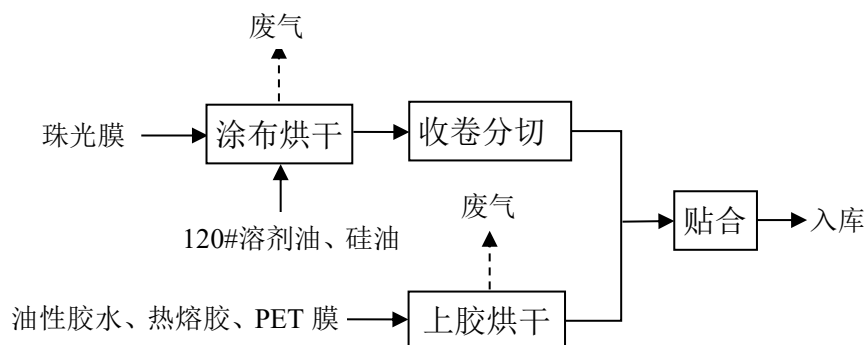 废气
珠光膜
涂布烘干
收卷分切
120#溶剂油、硅油
废气
贴合
入库
油性胶水、热熔胶、PET 膜
上胶烘干